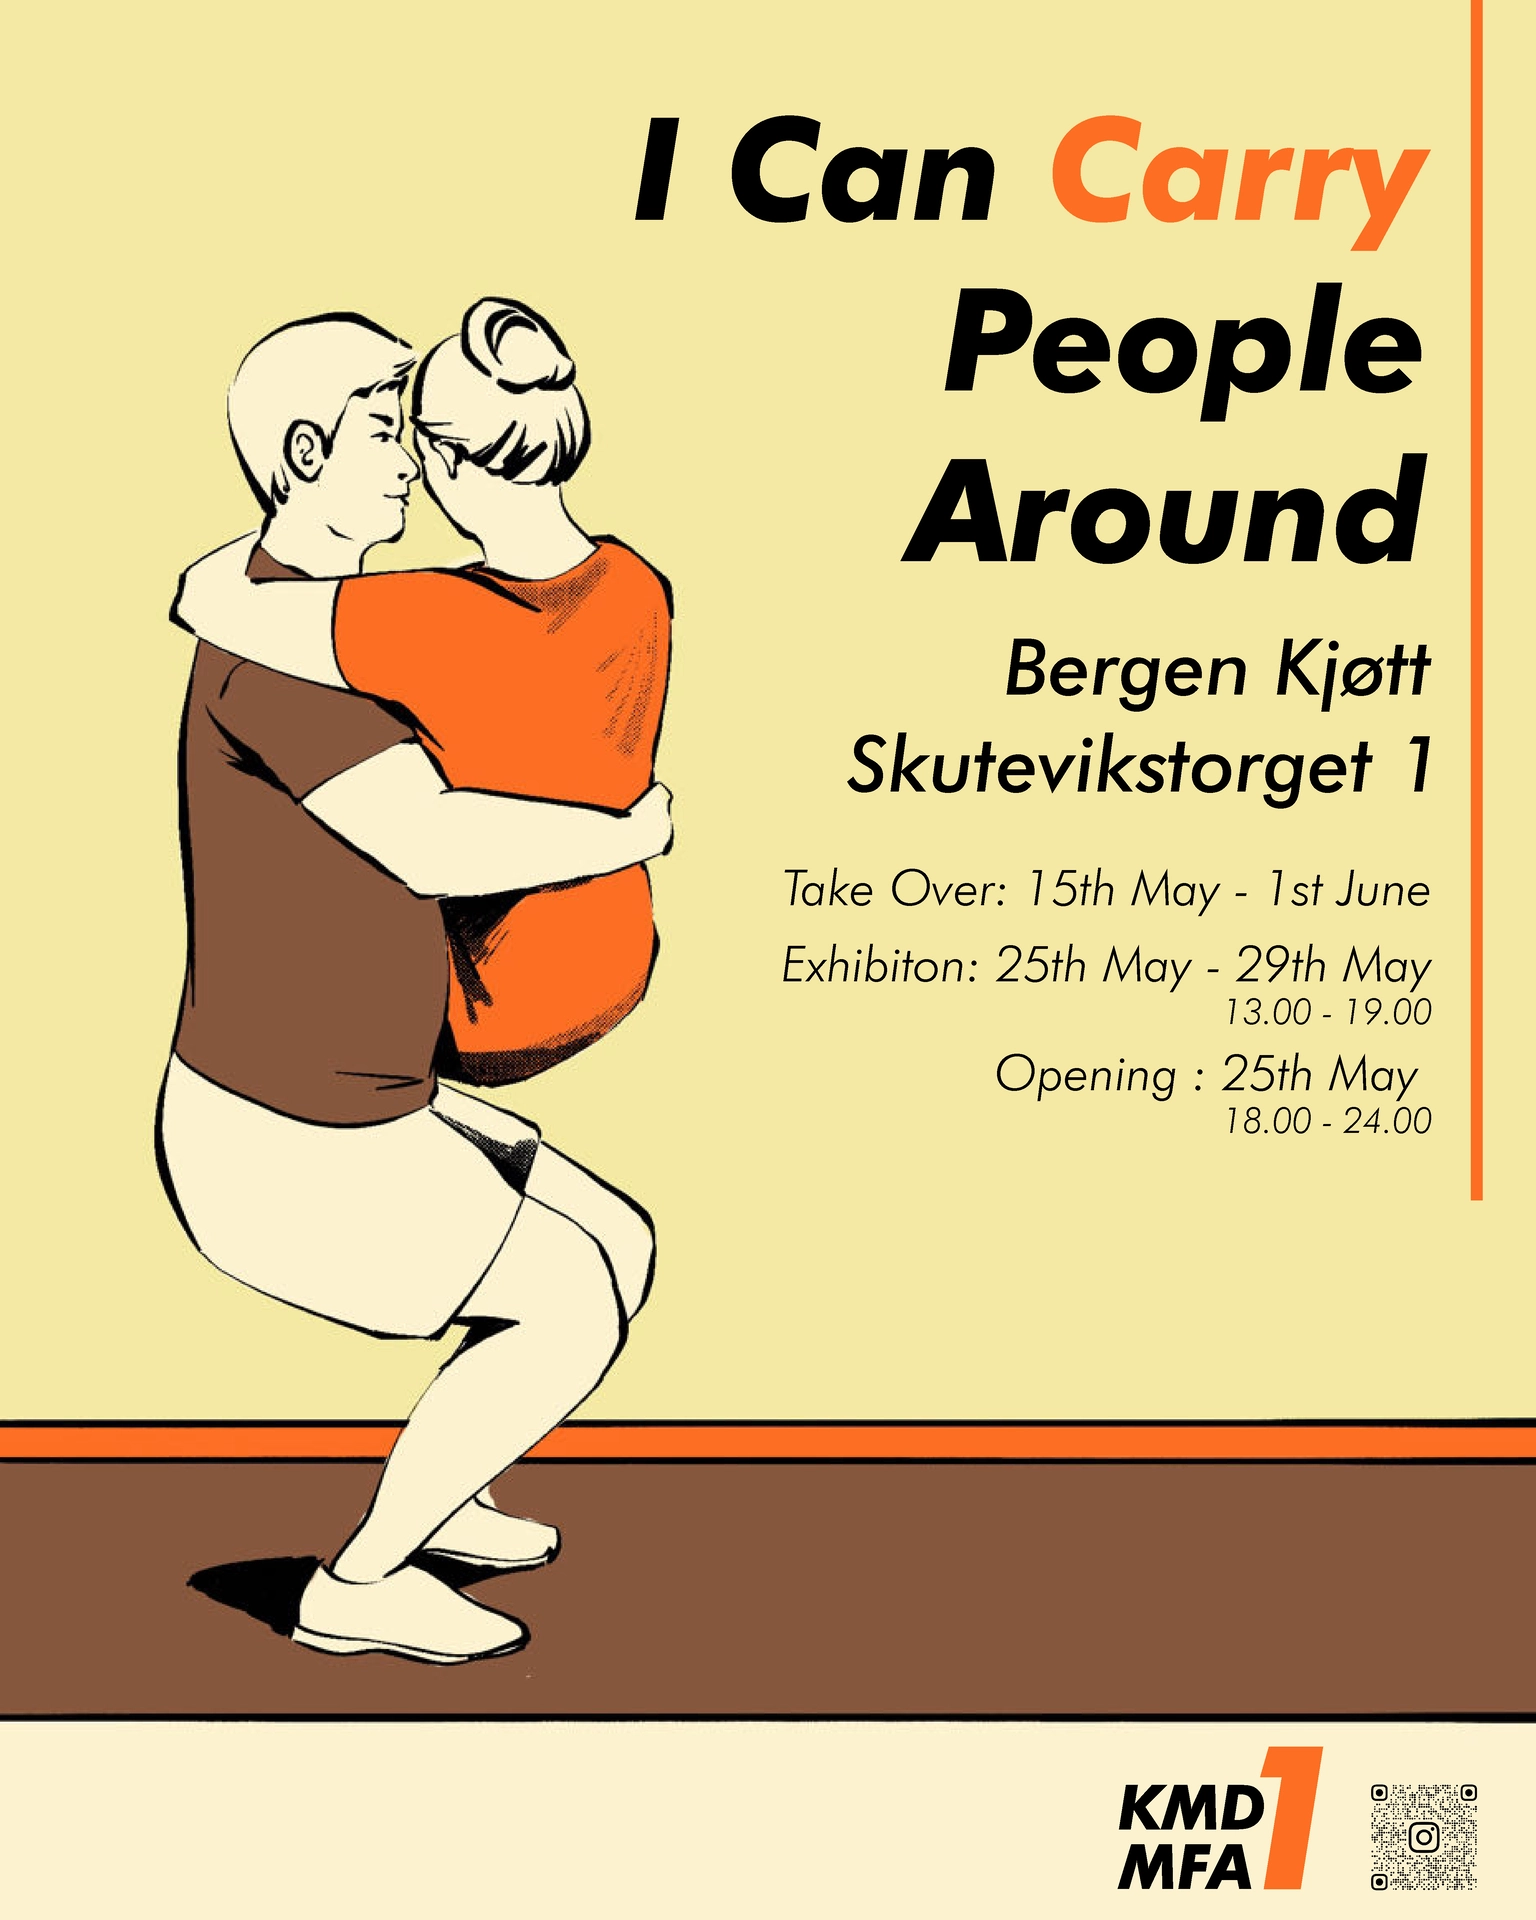 I Can Carry
People
Around
Bergen Kjøtt
Skutevikstorget 1
Take Over: 15th May - 1st June
Exhibiton: 25th May - 29th May
13.00 - 19.00
Opening : 25th May
18.00 - 24.00
KMD 1
MFA